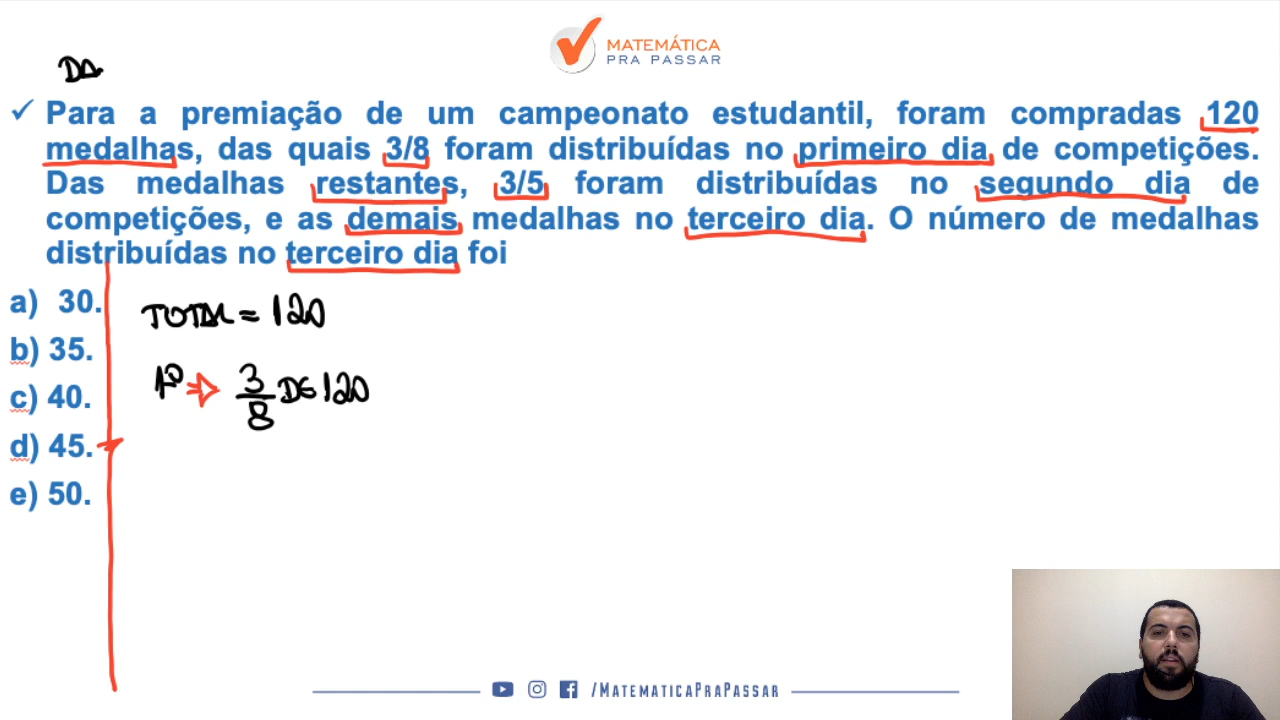 MATEMÁTICA
PRA PASSAR
DA
✓ Para a premiação de um campeonato estudantil, foram compradas 120
medalhas, das quais 3/8 foram distribuídas no primeiro dia de competições.
Das medalhas restantes, 3/5 foram distribuídas no segundo dia de
competições, e as demais medalhas no terceiro dia. O número de medalhas
distribuídas no terceiro dia foi
a) 30.
b) 35.
c) 40.
d) 45.
e) 50.
TOTAL = 120
1º ⇒ 3/8 DE 120
/MATEMATICAPRAPASSAR